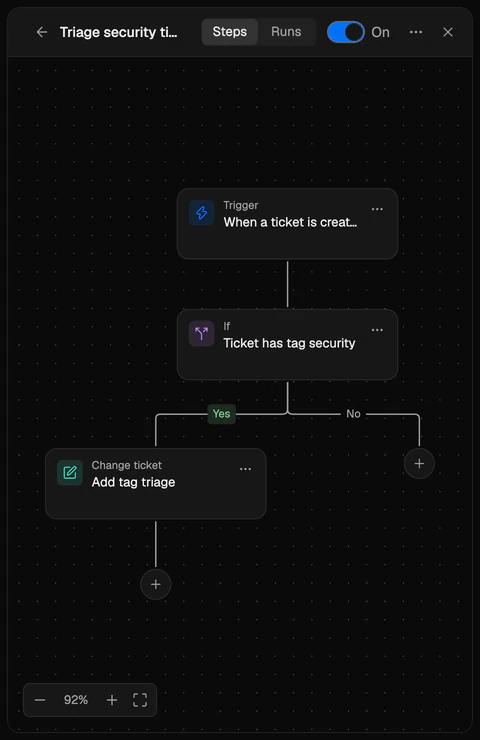 Triage security ti...
Steps
Runs
On
Trigger
When a ticket is creat...
If
Ticket has tag security
Yes
No
Change ticket
Add tag triage
92%